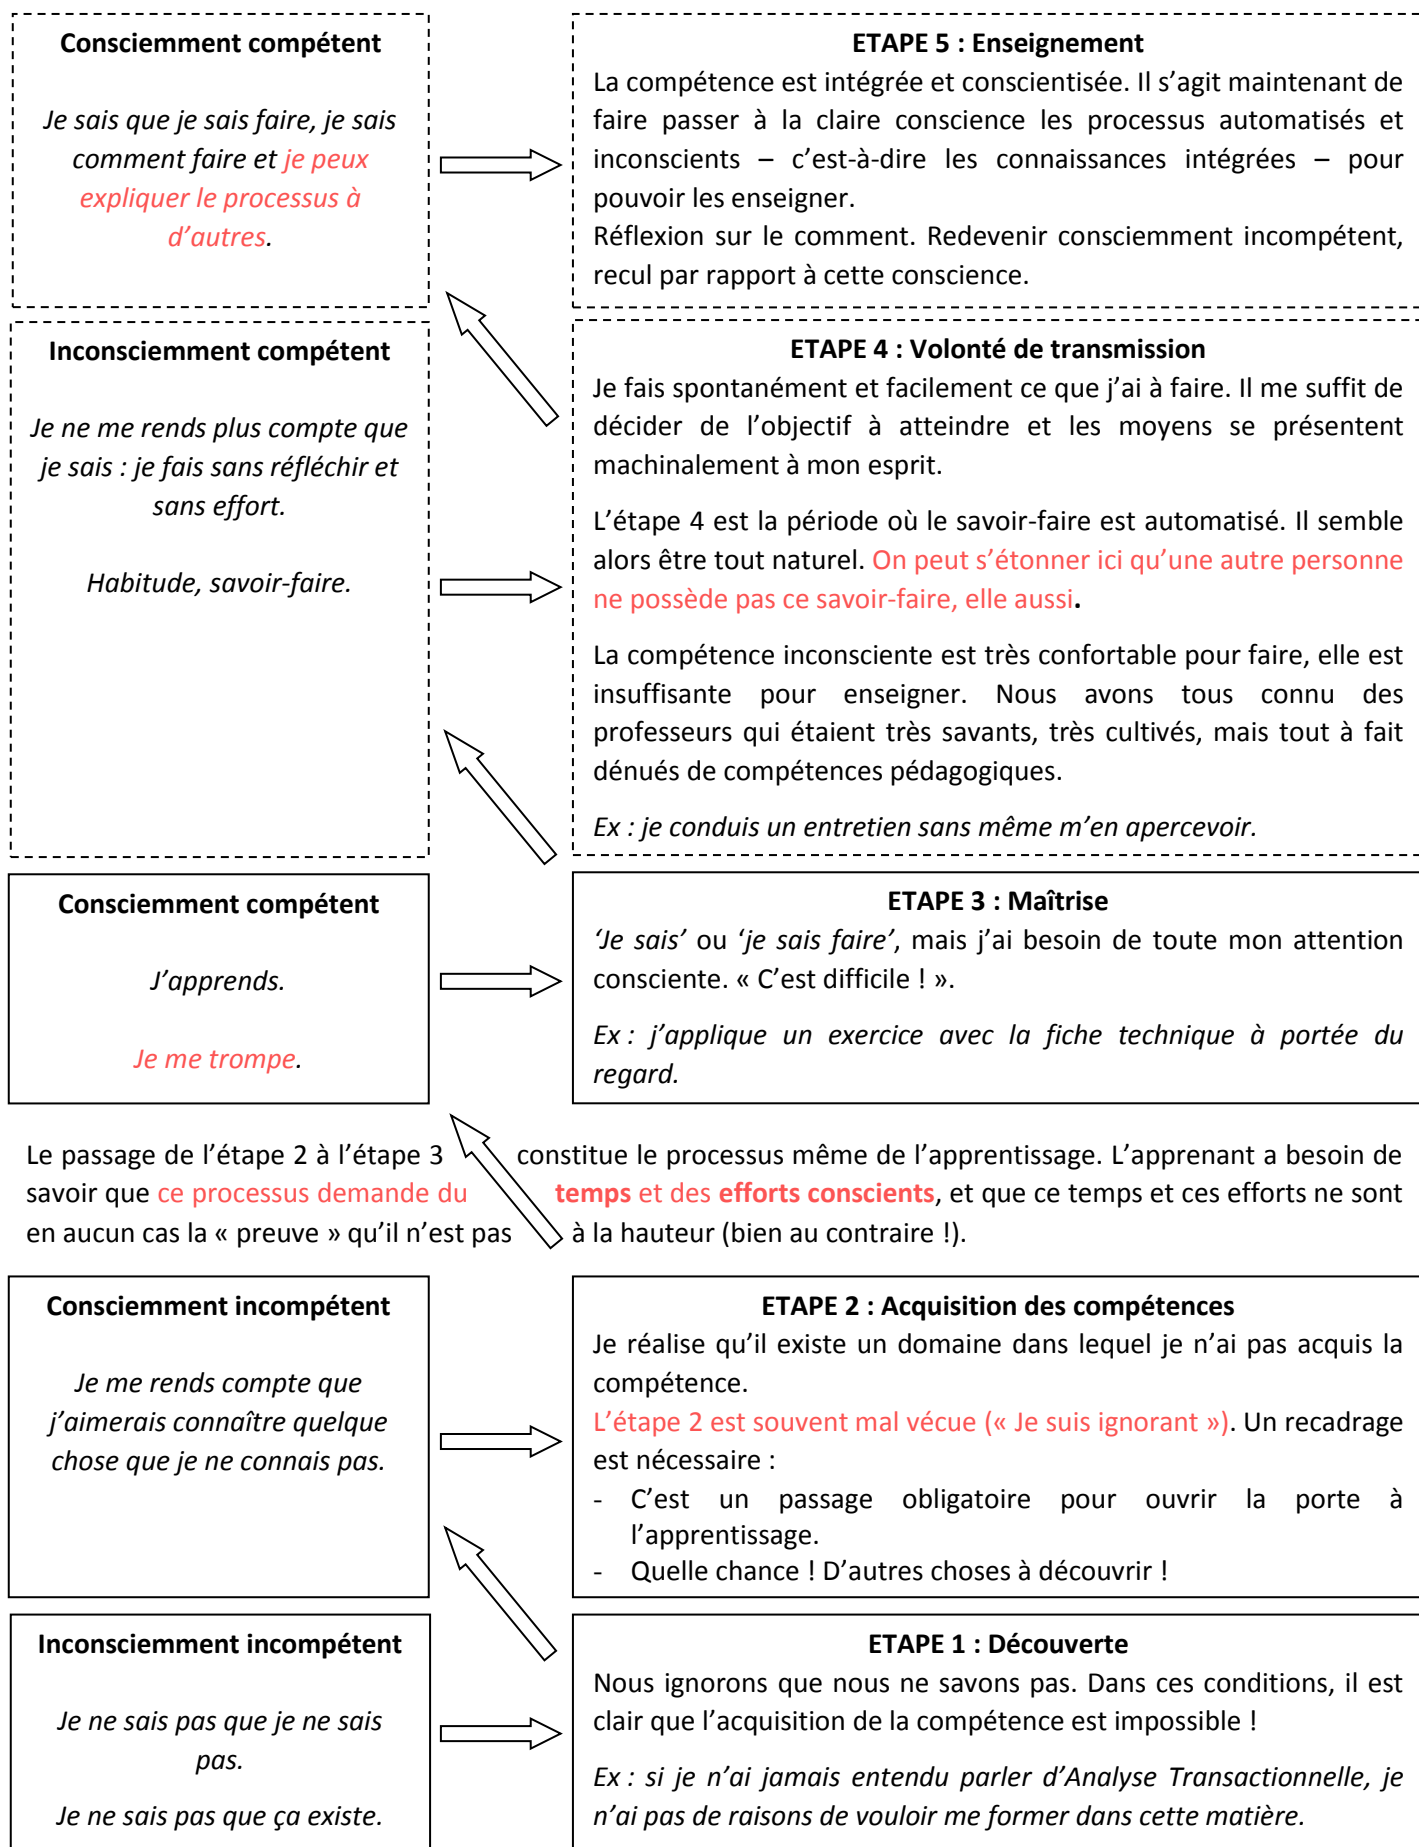 Consciemment compétent
Je sais que je sais faire, je sais
comment faire et je peux
expliquer le processus à
d’autres.
ETAPE 5 : Enseignement
La compétence est intégrée et conscientisée. Il s’agit maintenant de
faire passer à la claire conscience les processus automatisés et
inconscients – c’est-à-dire les connaissances intégrées – pour
pouvoir les enseigner.
Réflexion sur le comment. Redevenir consciemment incompétent,
recul par rapport à cette conscience.
Inconsciemment compétent
Je ne me rends plus compte que
je sais : je fais sans réfléchir et
sans effort.
Habitude, savoir-faire.
ETAPE 4 : Volonté de transmission
Je fais spontanément et facilement ce que j’ai à faire. Il me suffit de
décider de l’objectif à atteindre et les moyens se présentent
machinalement à mon esprit.
L’étape 4 est la période où le savoir-faire est automatisé. Il semble
alors être tout naturel. On peut s’étonner ici qu’une autre personne
ne possède pas ce savoir-faire, elle aussi.
La compétence inconsciente est très confortable pour faire, elle est
insuffisante pour enseigner. Nous avons tous connu des
professeurs qui étaient très savants, très cultivés, mais tout à fait
dénués de compétences pédagogiques.
Ex : je conduis un entretien sans même m’en apercevoir.
Consciemment compétent
J’apprends.
Je me trompe.
ETAPE 3 : Maîtrise
‘Je sais’ ou ‘je sais faire’, mais j’ai besoin de toute mon attention
consciente. « C’est difficile ! ».
Ex : j’applique un exercice avec la fiche technique à portée du
regard.
Le passage de l’étape 2 à l’étape 3 constitue le processus même de l’apprentissage. L’apprenant a besoin de
savoir que ce processus demande du temps et des efforts conscients, et que ce temps et ces efforts ne sont
en aucun cas la « preuve » qu’il n’est pas à la hauteur (bien au contraire !).
Consciemment incompétent
Je me rends compte que
j’aimerais connaître quelque
chose que je ne connais pas.
ETAPE 2 : Acquisition des compétences
Je réalise qu’il existe un domaine dans lequel je n’ai pas acquis la
compétence.
L’étape 2 est souvent mal vécue (« Je suis ignorant »). Un recadrage
est nécessaire :
- C’est un passage obligatoire pour ouvrir la porte à
l’apprentissage.
- Quelle chance ! D’autres choses à découvrir !
Inconsciemment incompétent
Je ne sais pas que je ne sais
pas.
Je ne sais pas que ça existe.
ETAPE 1 : Découverte
Nous ignorons que nous ne savons pas. Dans ces conditions, il est
clair que l’acquisition de la compétence est impossible !
Ex : si je n’ai jamais entendu parler d’Analyse Transactionnelle, je
n’ai pas de raisons de vouloir me former dans cette matière.